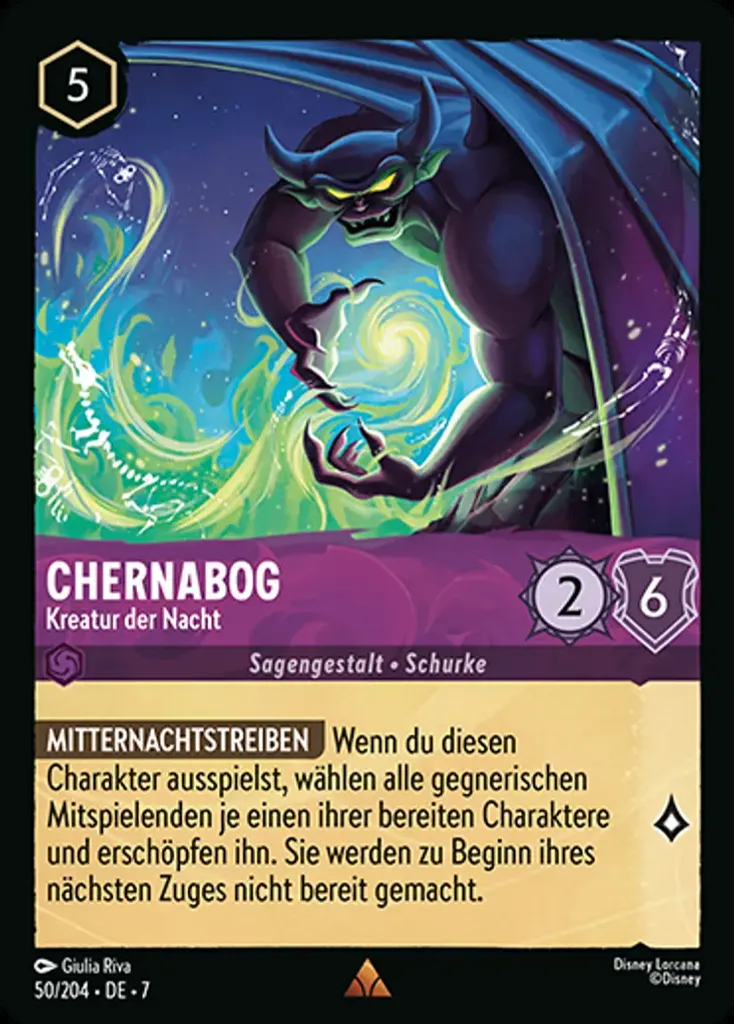 5
CHERNABOG
Kreatur der Nacht
2
6
Sagengestalt • Schurke
MITTERNACHTSTREIBEN Wenn du diesen
Charakter ausspielst, wählen alle gegnerischen
Mitspielenden je einen ihrer bereiten Charaktere
und erschöpfen ihn. Sie werden zu Beginn ihres
nächsten Zuges nicht bereit gemacht.
Giulia Riva
Disney Lorcana
50/204 • DE • 7
©Disney